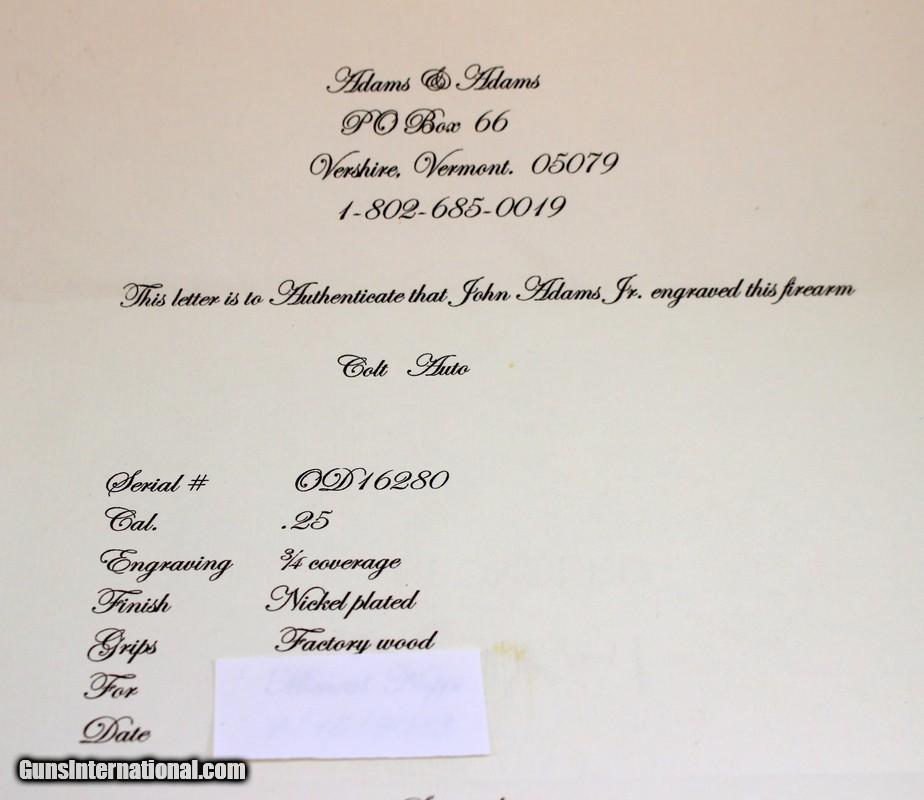 Adams & Adams
PO Box 66
Vershire, Vermont. 05079
1-802-685-0019
This letter is to Authenticate that John Adams, Jr. engraved this firearm
Colt Auto
Serial # OD16280
Cal. .25
Engraving ¾ coverage
Finish Nickel plated
Grips Factory wood
For
Date
GunsInternational.com